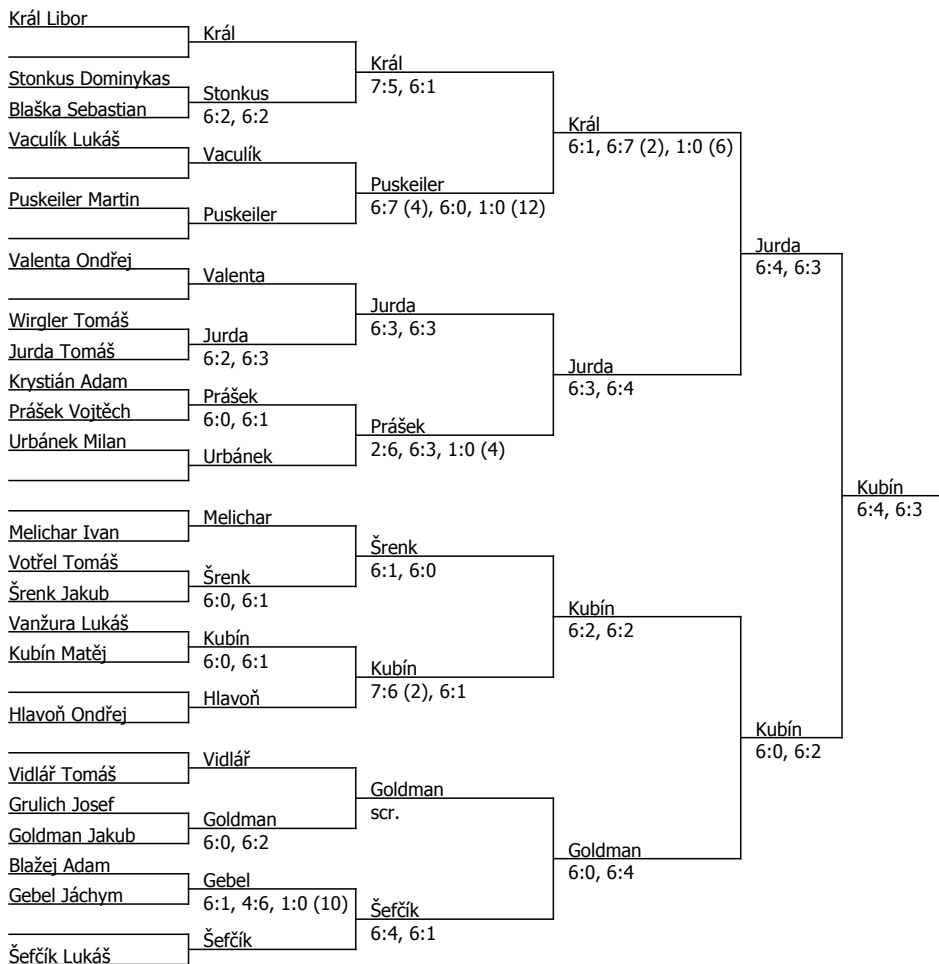 Král Libor
Stonkus Dominykas
Blaška Sebastian
Vaculík Lukáš
Puskeiler Martin
Valenta Ondřej
Wirgler Tomáš
Jurda Tomáš
Krystián Adam
Prášek Vojtěch
Urbánek Milan
Melichar Ivan
Votřel Tomáš
Šrenk Jakub
Vanžura Lukáš
Kubín Matěj
Hlavoň Ondřej
Vidlář Tomáš
Grulich Josef
Goldman Jakub
Blažej Adam
Gebel Jáchym
Šefčík Lukáš
Král
Stonkus
6:2, 6:2
Vaculík
Puskeiler
Valenta
Jurda
6:2, 6:3
Prášek
6:0, 6:1
Urbánek
Melichar
Šrenk
6:0, 6:1
Kubín
6:0, 6:1
Hlavoň
Vidlář
Goldman
6:0, 6:2
Gebel
6:1, 4:6, 1:0 (10)
Šefčík
Král
7:5, 6:1
Puskeiler
6:7 (4), 6:0, 1:0 (12)
Jurda
6:3, 6:3
Prášek
2:6, 6:3, 1:0 (4)
Šrenk
6:1, 6:0
Kubín
7:6 (2), 6:1
Goldman
scr.
Šefčík
6:4, 6:1
Král
6:1, 6:7 (2), 1:0 (6)
Jurda
6:3, 6:4
Kubín
6:2, 6:2
Goldman
6:0, 6:4
Jurda
6:4, 6:3
Kubín
6:0, 6:2
Kubín
6:4, 6:3